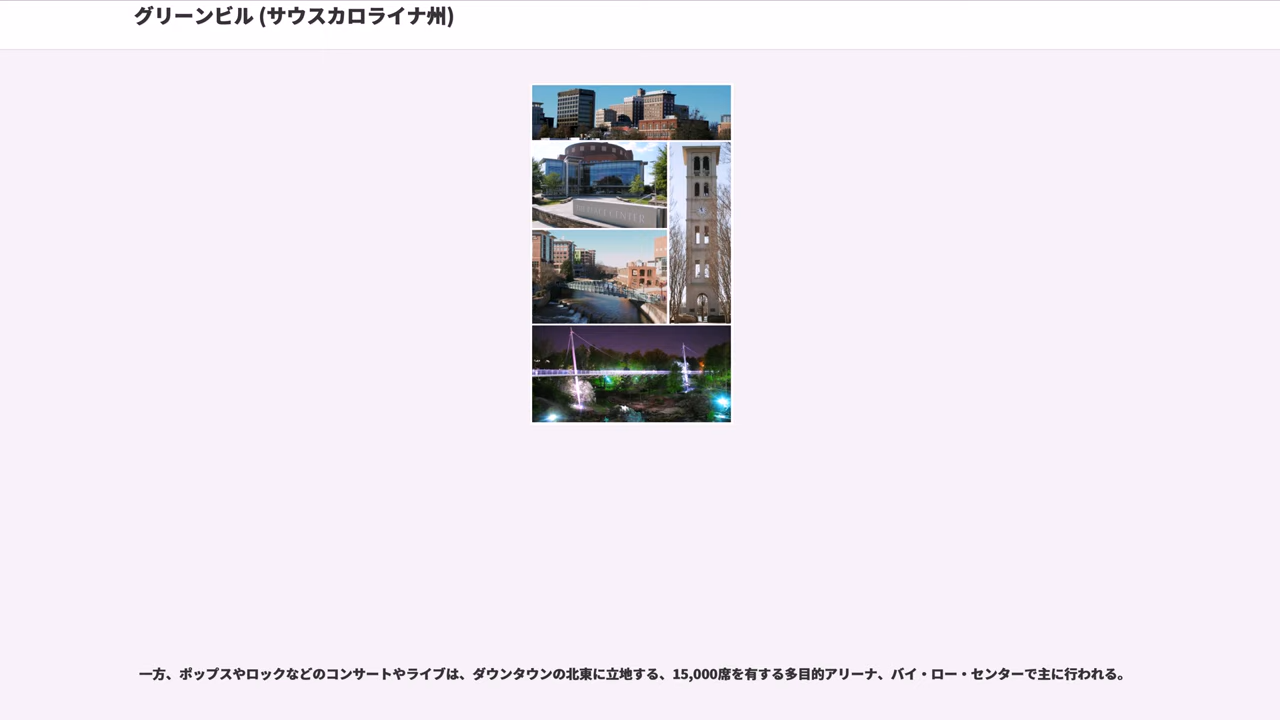 グリーンビル (サウスカロライナ州)
CENTER
一方、ポップスやロックなどのコンサートやライブは、ダウンタウンの北東に立地する、15,000席を有する多目的アリーナ、バイ・ロー・センターで主に行われる。